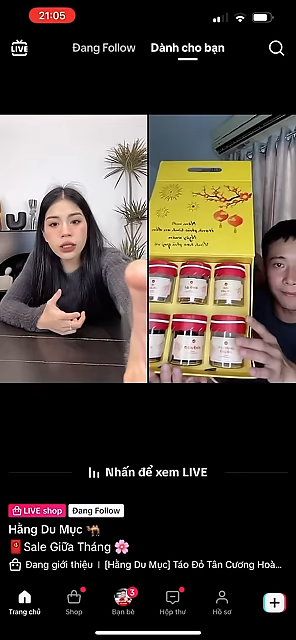 21:05
LIVE
Đang Follow
Dành cho bạn
Nhấn để xem LIVE
LIVE shop
Đang Follow
Hằng Du Mục 🐪
🧧Sale Giữa Tháng 🌸
Đang giới thiệu | [Hằng Du Mục] Táo Đỏ Tân Cương Hoà...
3
Trang chủ
Shop
Bạn bè
Hộp thư
Hồ sơ